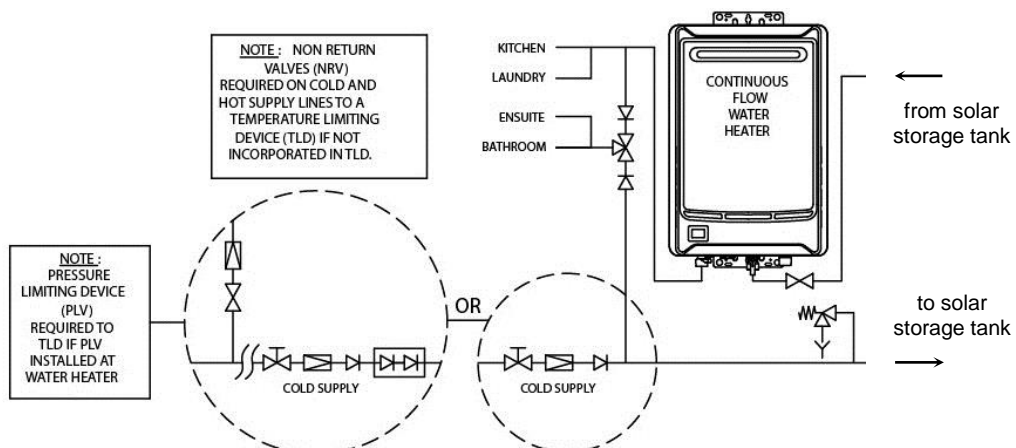 NOTE : NON RETURN
VALVES (NRV)
REQUIRED ON COLD AND
HOT SUPPLY LINES TO A
TEMPERATURE LIMITING
DEVICE (TLD) IF NOT
INCORPORATED IN TLD.
KITCHEN
LAUNDRY
ENSUITE
BATHROOM
CONTINUOUS
FLOW
WATER
HEATER
from solar
storage tank
NOTE :
PRESSURE
LIMITING DEVICE
(PLV)
REQUIRED TO
TLD IF PLV
INSTALLED AT
WATER HEATER
OR
to solar
storage tank
COLD SUPPLY
COLD SUPPLY